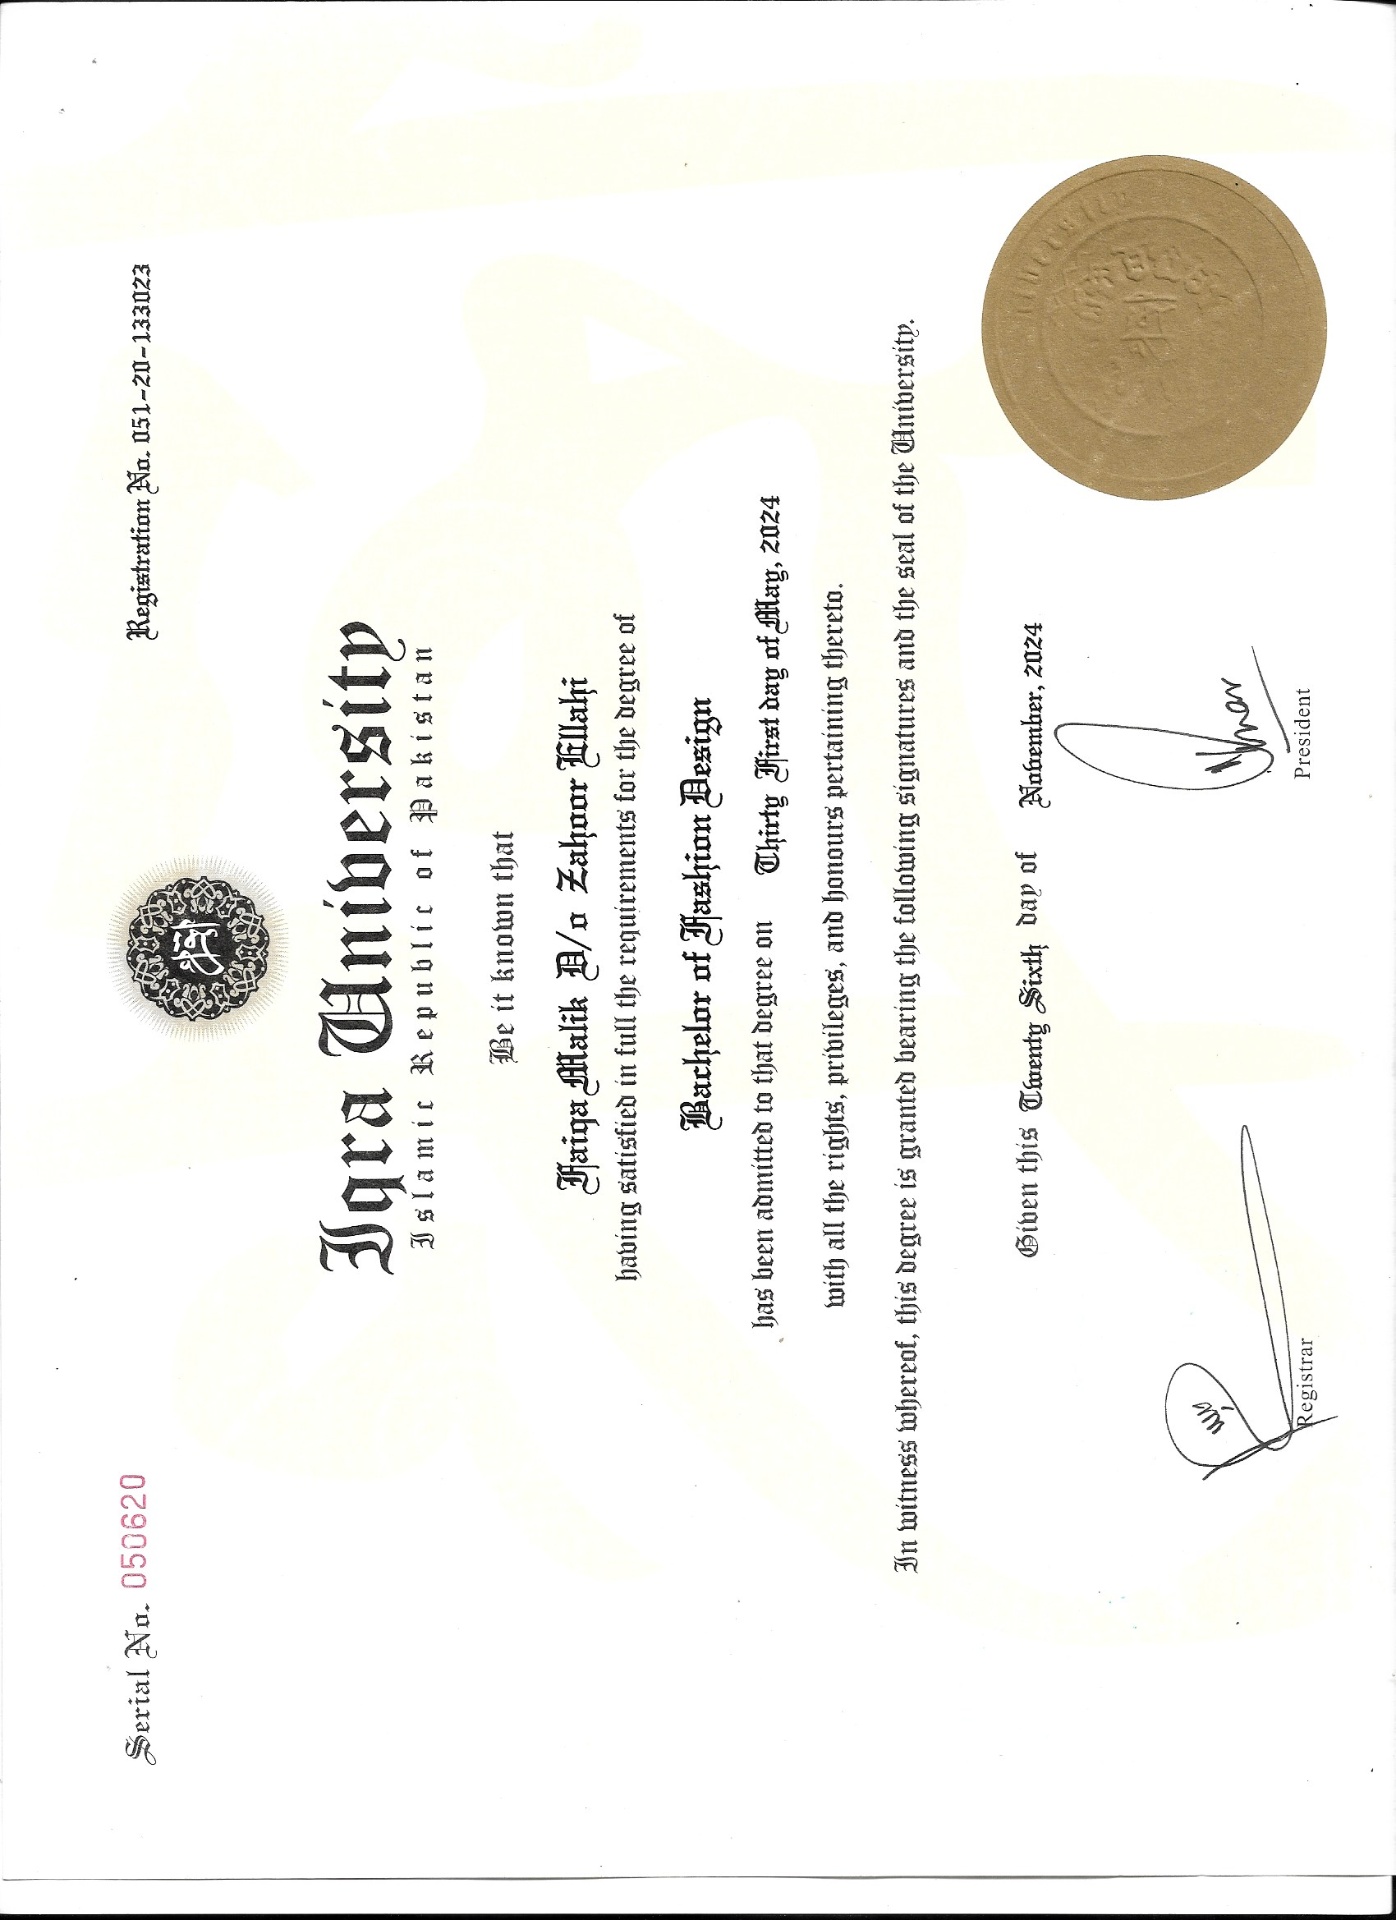 Serial No. 050620
Registration No. 051-20-133023
Iqra University
Islamic Republic of Pakistan
Be it known that
Faiqa Malik D/o Zahoor Ellahi
having satisfied in full the requirements for the degree of
Bachelor of Fashion Design
has been admitted to that degree on Thirty First day of May, 2024
with all the rights, privileges, and honours pertaining thereto.
In witness whereof, this degree is granted bearing the following signatures and the seal of the University.
Given this Twenty Sixth day of November, 2024
Registrar
President